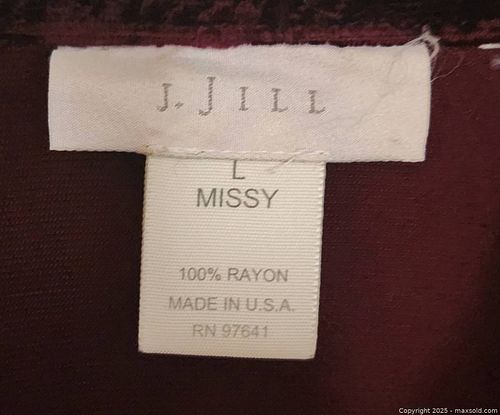 J. JILL
L
MISSY
100% RAYON
MADE IN U.S.A.
RN 97641
Copyright 2025 - maxsold.com